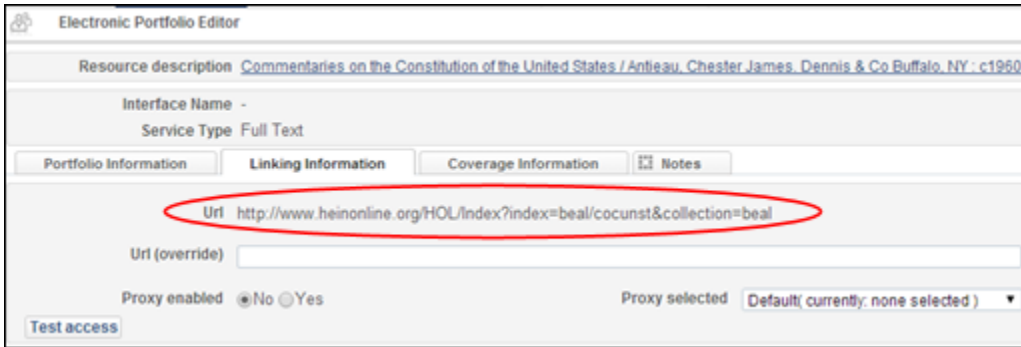 Electronic Portfolio Editor
Resource description Commentaries on the Constitution of the United States / Antieau, Chester James. Dennis & Co Buffalo, NY : c1960
Interface Name -
Service Type Full Text
Portfolio Information Linking Information Coverage Information Notes
Url http://www.heinonline.org/HOL/Index?index=beal/cocunst&collection=beal
Url (override)
Proxy enabled No Yes Proxy selected Default( currently: none selected )
Test access